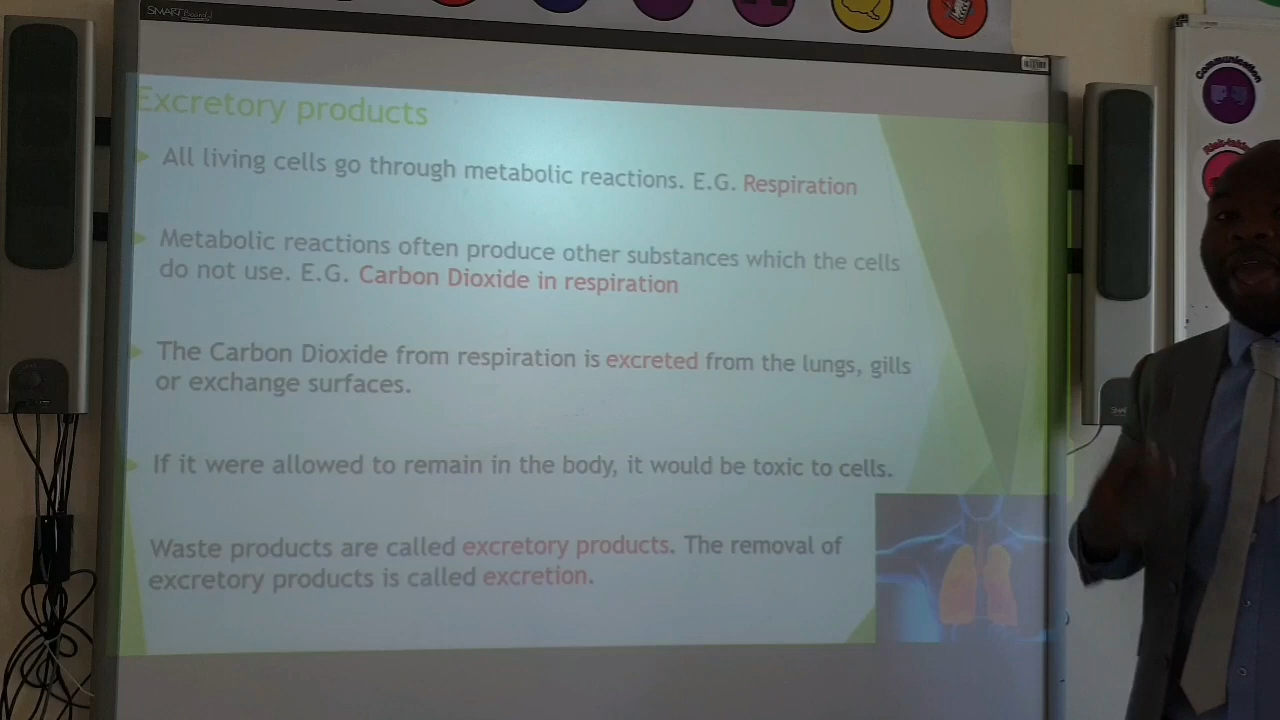 SMART Board
Excretory products
All living cells go through metabolic reactions. E.G. Respiration
Metabolic reactions often produce other substances which the cells
do not use. E.G. Carbon Dioxide in respiration
The Carbon Dioxide from respiration is excreted from the lungs, gills
or exchange surfaces.
If it were allowed to remain in the body, it would be toxic to cells.
Waste products are called excretory products. The removal of
excretory products is called excretion.
Communication